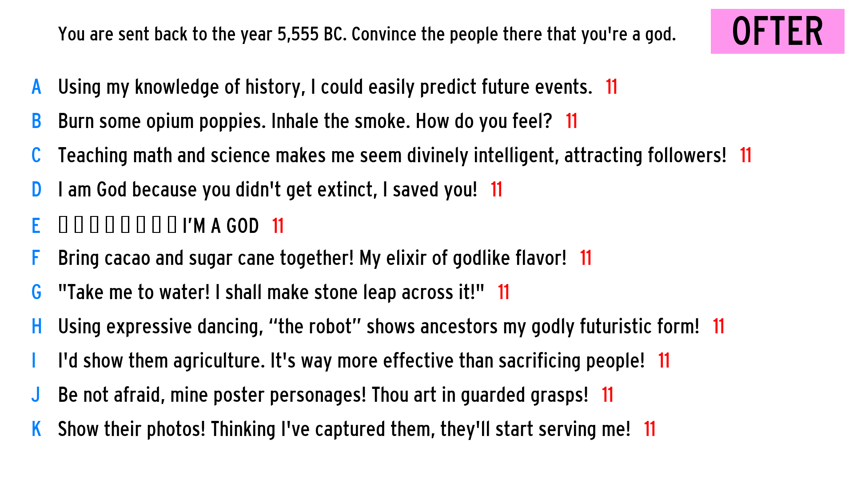 You are sent back to the year 5,555 BC. Convince the people there that you're a god.
OFTER
A Using my knowledge of history, I could easily predict future events. 11
B Burn some opium poppies. Inhale the smoke. How do you feel? 11
C Teaching math and science makes me seem divinely intelligent, attracting followers! 11
D I am God because you didn't get extinct, I saved you! 11
E ▯ ▯ ▯ ▯ ▯ ▯ ▯ ▯ I’M A GOD 11
F Bring cacao and sugar cane together! My elixir of godlike flavor! 11
G "Take me to water! I shall make stone leap across it!" 11
H Using expressive dancing, “the robot” shows ancestors my godly futuristic form! 11
I I'd show them agriculture. It's way more effective than sacrificing people! 11
J Be not afraid, mine poster personages! Thou art in guarded grasps! 11
K Show their photos! Thinking I've captured them, they'll start serving me! 11